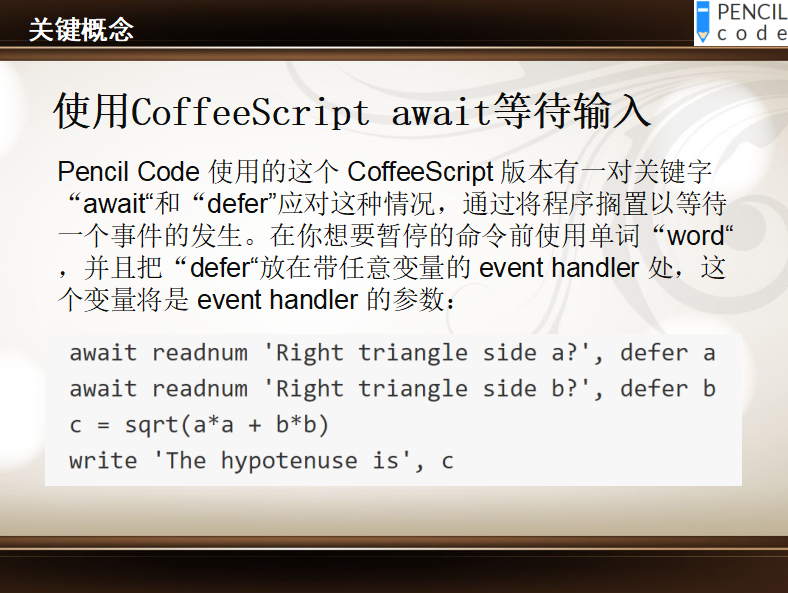 关键概念
PENCIL
code
使用CoffeeScript await等待输入
Pencil Code 使用的这个 CoffeeScript 版本有一对关键字
“await“和“defer”应对这种情况，通过将程序搁置以等待
一个事件的发生。在你想要暂停的命令前使用单词“word“
，并且把“defer“放在带任意变量的 event handler 处，这
个变量将是 event handler 的参数：
await readnum 'Right triangle side a?', defer a
await readnum 'Right triangle side b?', defer b
c = sqrt(a*a + b*b)
write 'The hypotenuse is', c